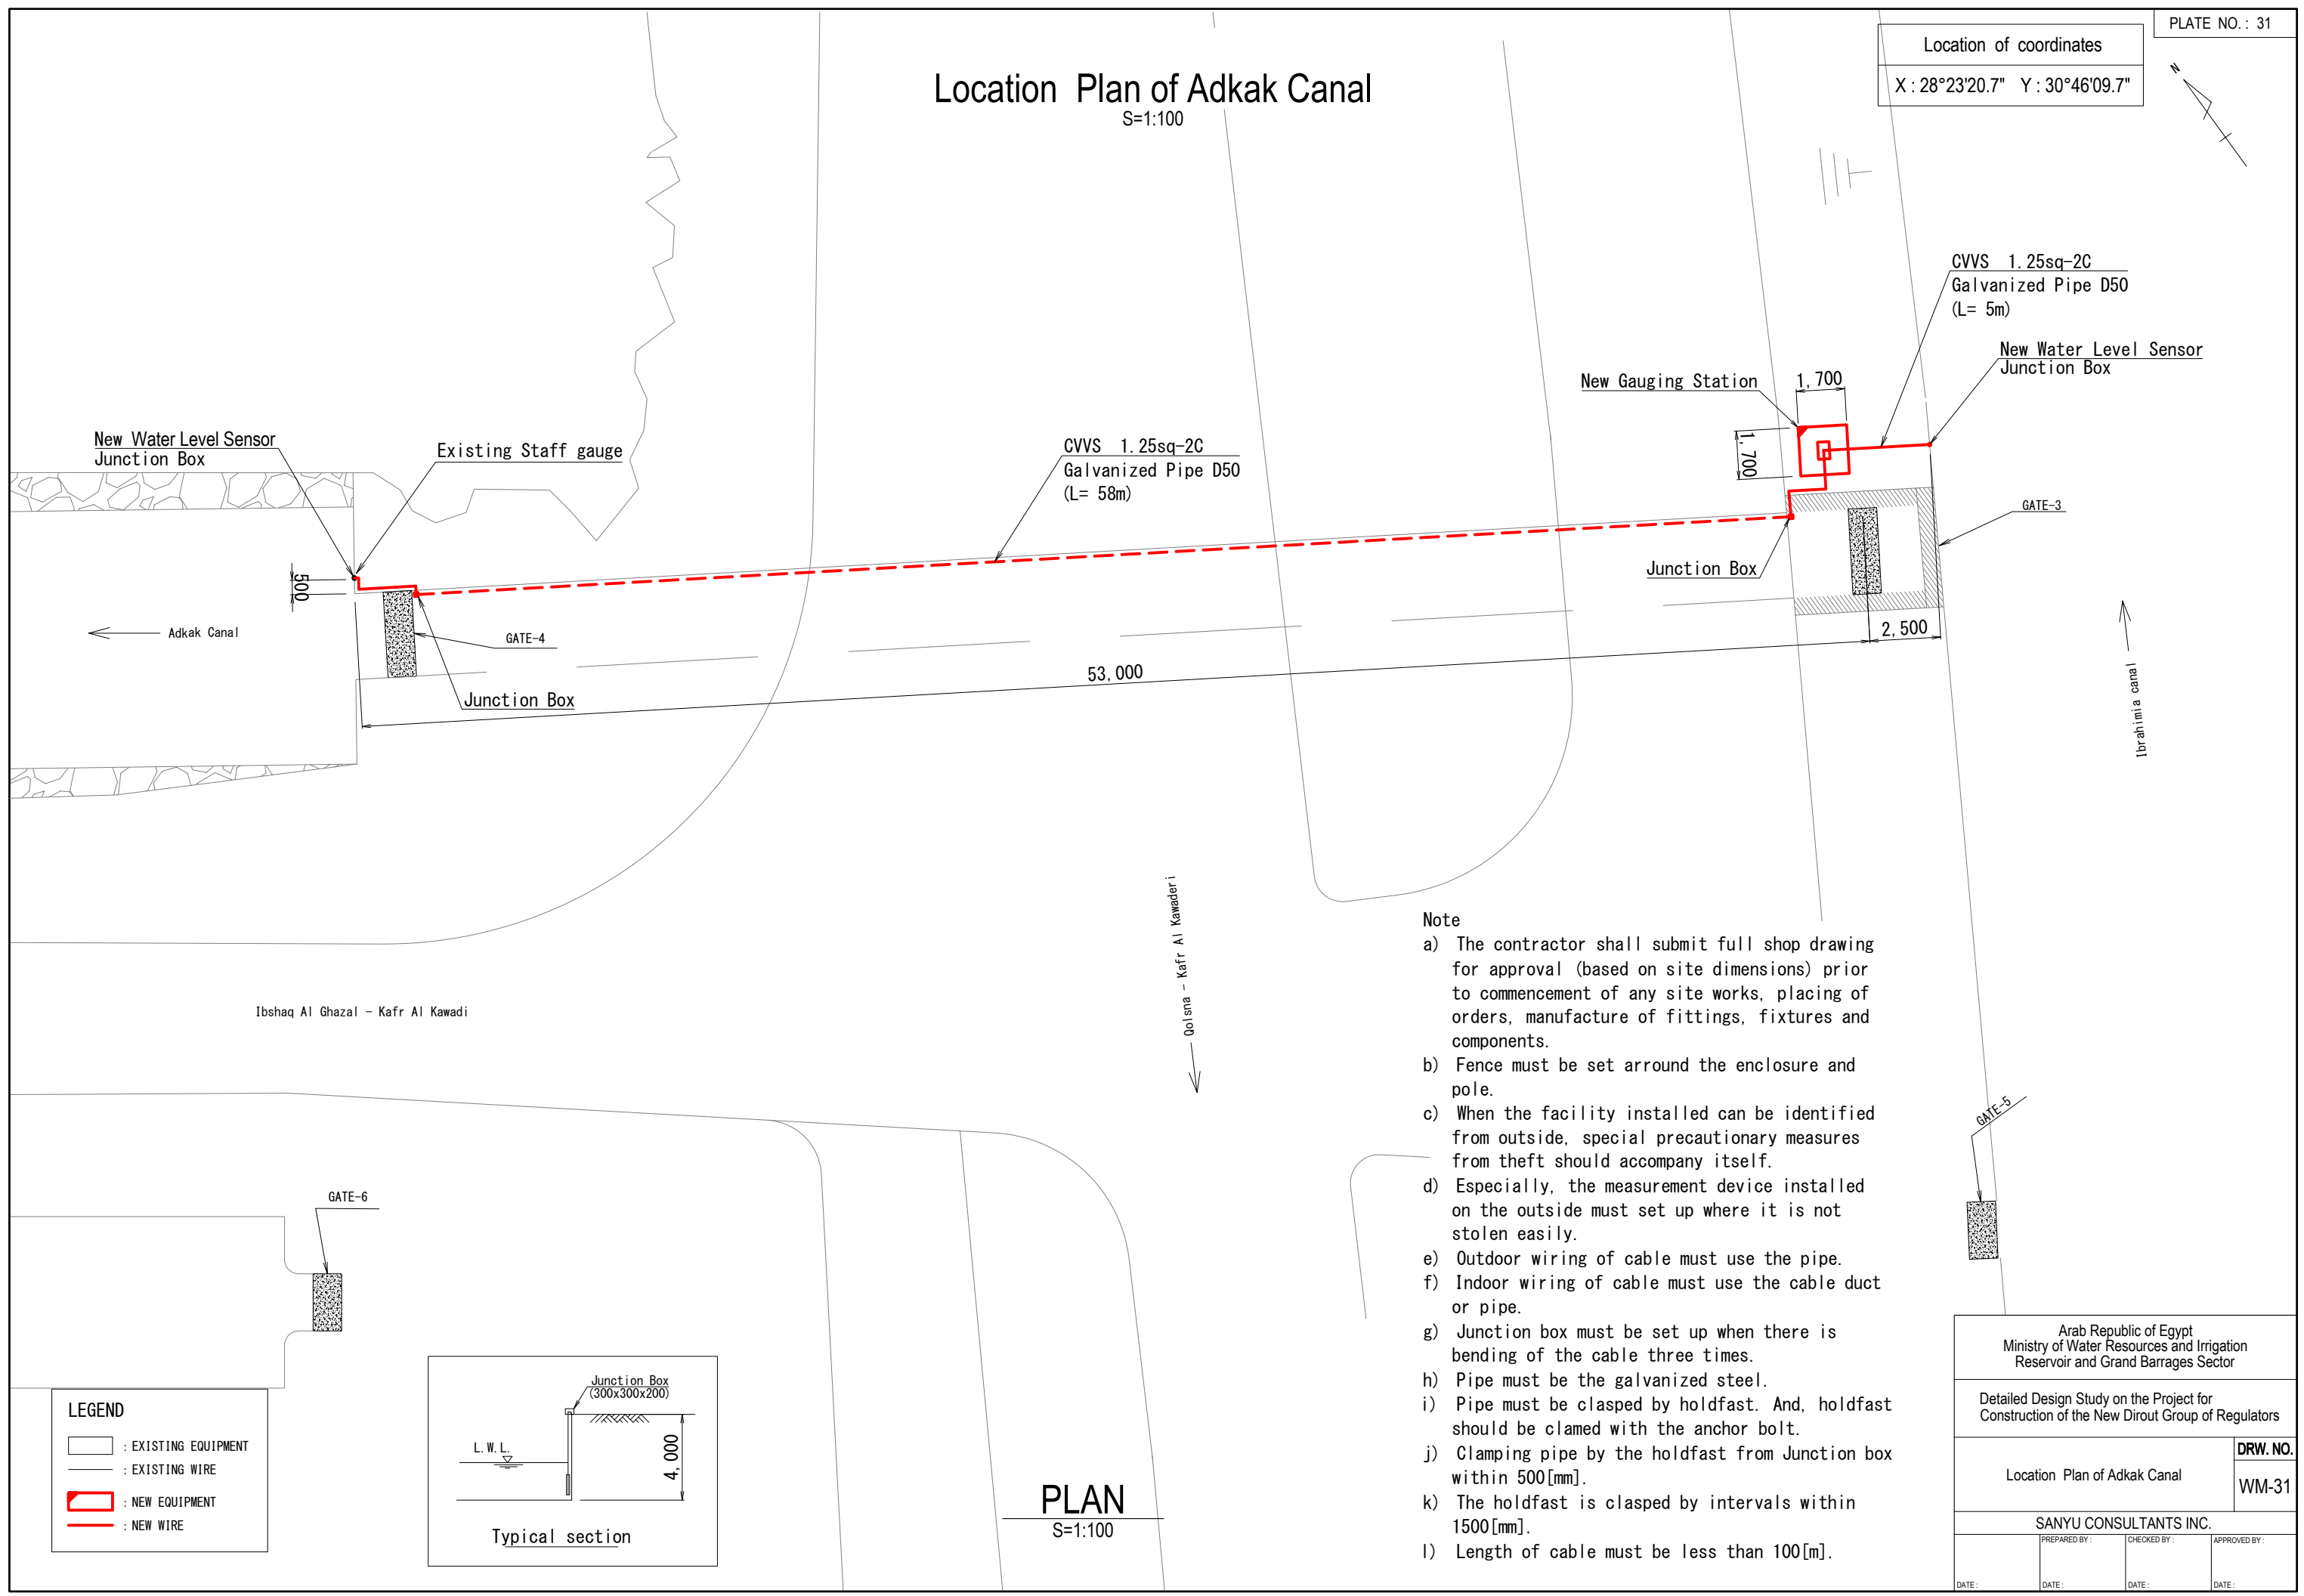 PLATE NO.: 31
Location of coordinates
X : 28°23'20.7" Y : 30°46'09.7"
N
Location Plan of Adkak Canal
S=1:100
CVVS 1.25sq-2C
Galvanized Pipe D50
(L= 5m)
New Water Level Sensor
Junction Box
New Gauging Station
1,700
1,700
New Water Level Sensor
Junction Box
Existing Staff gauge
CVVS 1.25sq-2C
Galvanized Pipe D50
(L= 58m)
GATE-3
Junction Box
500
Adkak Canal
GATE-4
2,500
53,000
Junction Box
Ibrahimia canal
Qolsna - Kafr Al Kawaderi
Ibshaq Al Ghazal - Kafr Al Kawadi
GATE-5
GATE-6
Note
a) The contractor shall submit full shop drawing
for approval (based on site dimensions) prior
to commencement of any site works, placing of
orders, manufacture of fittings, fixtures and
components.
b) Fence must be set arround the enclosure and
pole.
c) When the facility installed can be identified
from outside, special precautionary measures
from theft should accompany itself.
d) Especially, the measurement device installed
on the outside must set up where it is not
stolen easily.
e) Outdoor wiring of cable must use the pipe.
f) Indoor wiring of cable must use the cable duct
or pipe.
g) Junction box must be set up when there is
bending of the cable three times.
h) Pipe must be the galvanized steel.
i) Pipe must be clasped by holdfast. And, holdfast
should be clamed with the anchor bolt.
j) Clamping pipe by the holdfast from Junction box
within 500[mm].
k) The holdfast is clasped by intervals within
1500[mm].
l) Length of cable must be less than 100[m].
LEGEND
: EXISTING EQUIPMENT
: EXISTING WIRE
: NEW EQUIPMENT
: NEW WIRE
Junction Box
(300x300x200)
L.W.L.
4,000
Typical section
PLAN
S=1:100
Arab Republic of Egypt
Ministry of Water Resources and Irrigation
Reservoir and Grand Barrages Sector
Detailed Design Study on the Project for
Construction of the New Dirout Group of Regulators
Location Plan of Adkak Canal
DRW. NO.
WM-31
SANYU CONSULTANTS INC.
PREPARED BY : CHECKED BY : APPROVED BY :
DATE : DATE : DATE : DATE :